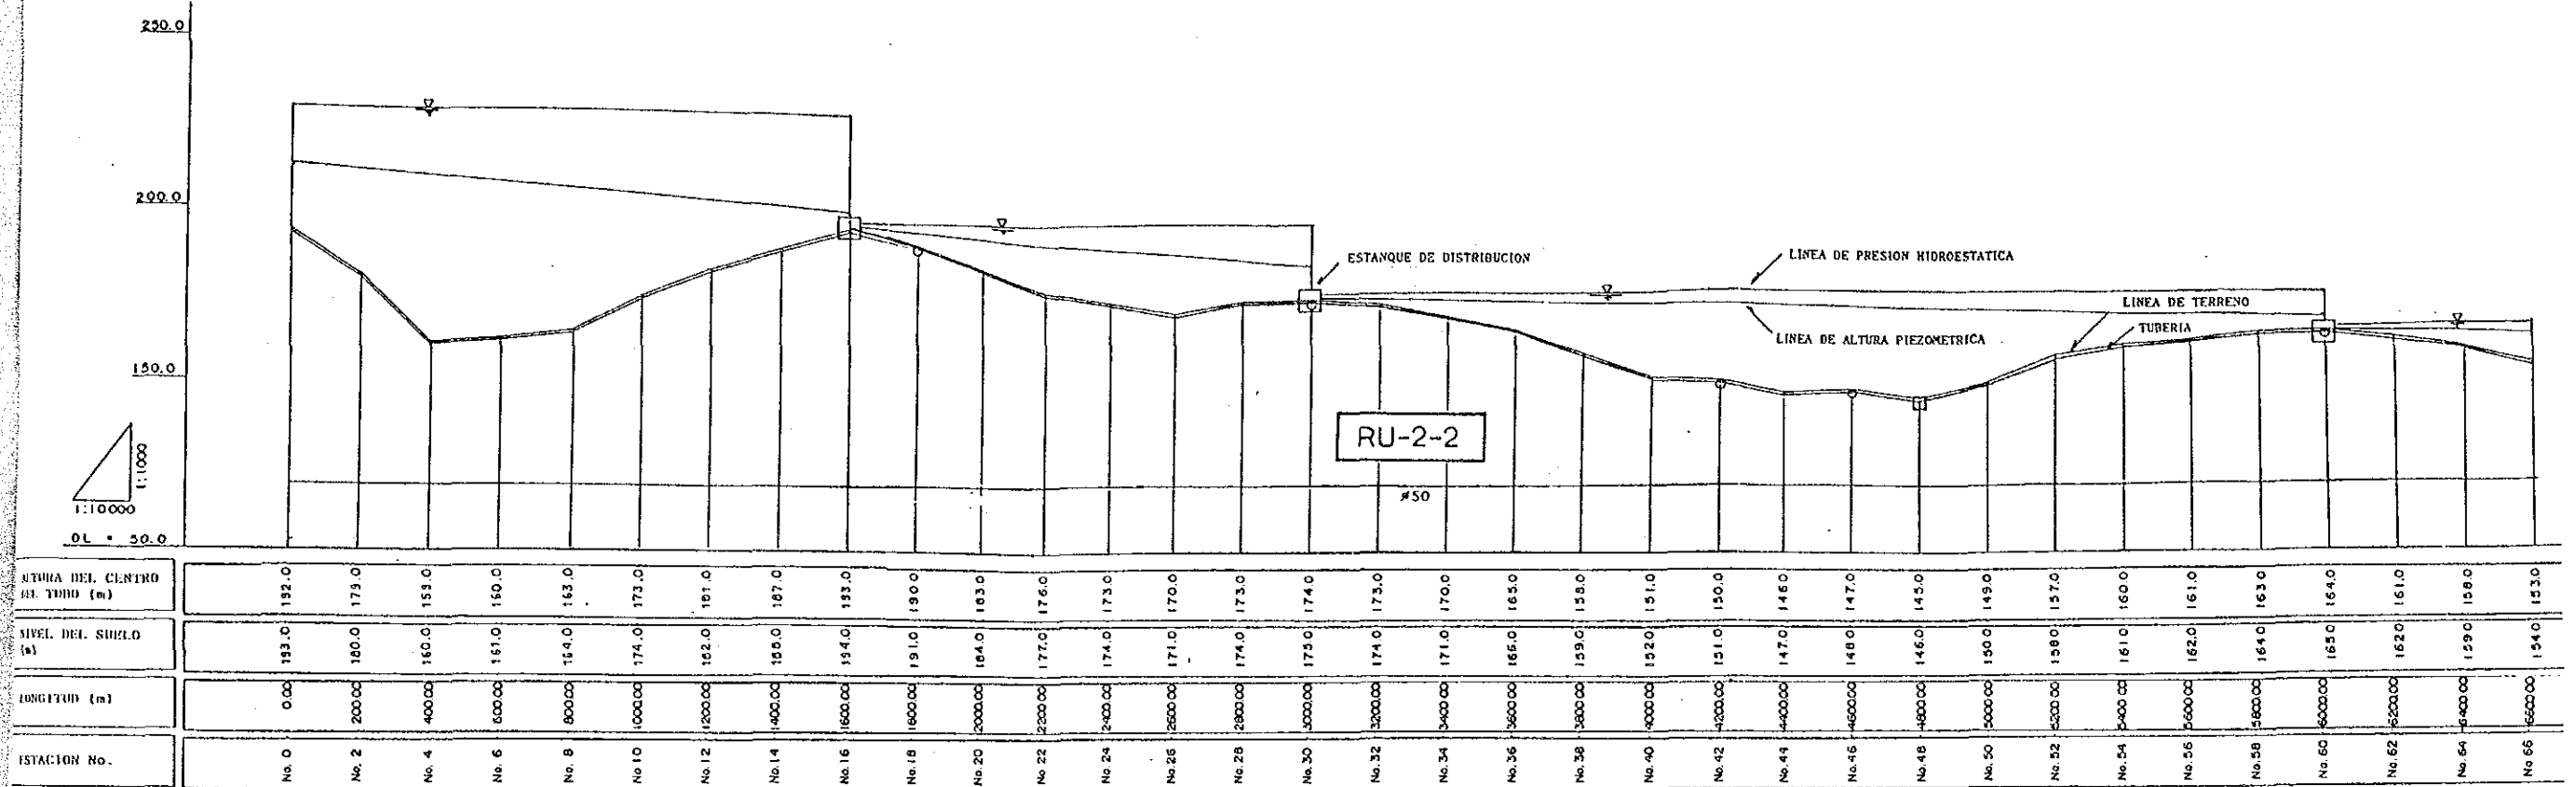 250.0
200.0
150.0
1:1000
1:10000
DL = 50.0
ESTANQUE DE DISTRIBUCION
LINEA DE PRESION HIDROESTATICA
LINEA DE TERRENO
TUBERIA
LINEA DE ALTURA PIEZOMETRICA
RU-2-2
ø50
ALTURA DEL CENTRO
DEL TUBO (m)
192.0 179.0 159.0 160.0 163.0 173.0 181.0 187.0 193.0 190.0 183.0 176.0 173.0 170.0 173.0 174.0 173.0 170.0 165.0 158.0 151.0 150.0 146.0 147.0 145.0 149.0 157.0 160.0 161.0 163.0 164.0 161.0 158.0 153.0
NIVEL DEL SUELO
(m)
193.0 180.0 160.0 161.0 164.0 174.0 182.0 188.0 194.0 191.0 184.0 177.0 174.0 171.0 174.0 175.0 174.0 171.0 166.0 159.0 152.0 151.0 147.0 148.0 146.0 150.0 158.0 161.0 162.0 164.0 165.0 162.0 159.0 154.0
LONGITUD (m)
0.00 200.00 400.00 600.00 800.00 1000.00 1200.00 1400.00 1600.00 1800.00 2000.00 2200.00 2400.00 2600.00 2800.00 3000.00 3200.00 3400.00 3600.00 3800.00 4000.00 4200.00 4400.00 4600.00 4800.00 5000.00 5200.00 5400.00 5600.00 5800.00 6000.00 6200.00 6400.00 6600.00
ESTACION No.
No. 0 No. 2 No. 4 No. 6 No. 8 No 10 No. 12 No. 14 No. 16 No. 18 No. 20 No 22 No. 24 No. 26 No. 28 No. 30 No. 32 No. 34 No. 36 No. 38 No. 40 No. 42 No. 44 No. 46 No. 48 No. 50 No. 52 No. 54 No. 56 No. 58 No. 60 No. 62 No. 64 No 66